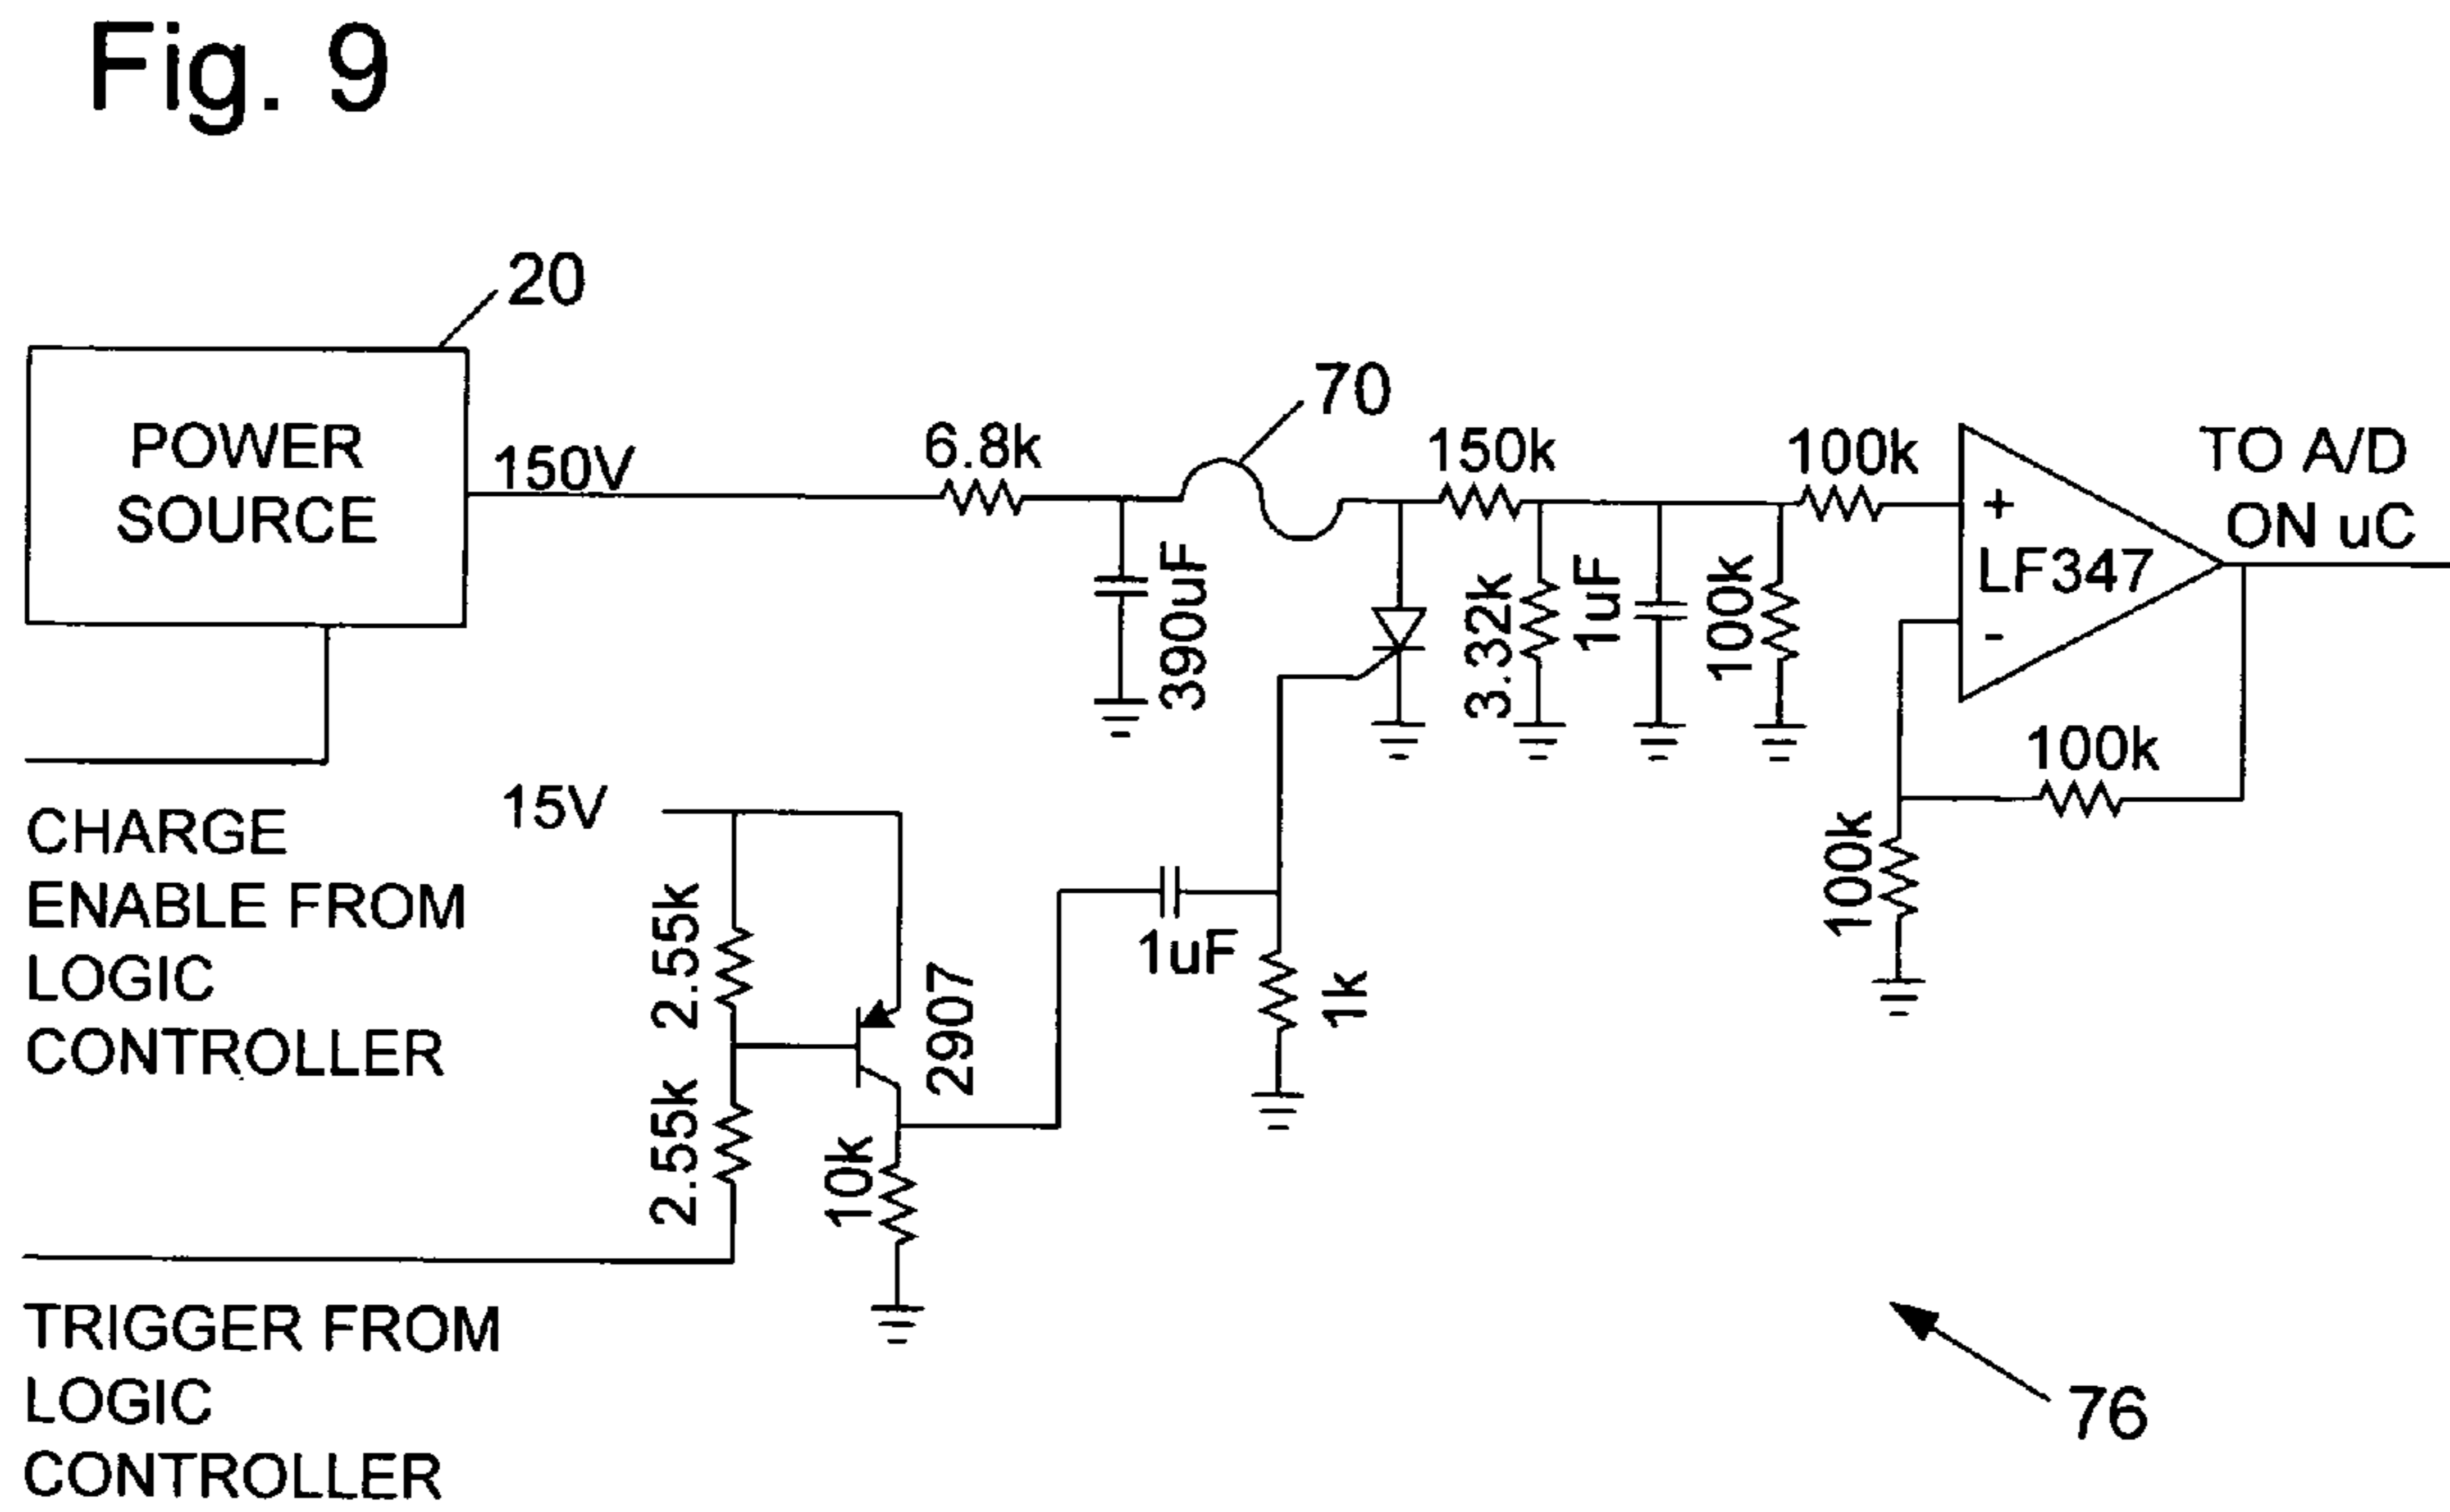 Fig. 9
20
POWER
SOURCE
150V
6.8k
70
150k
100k
TO A/D
ON uC
+
LF347
-
390uF
3.32k
1uF
100k
100k
100k
CHARGE
ENABLE FROM
LOGIC
CONTROLLER
15V
2.55k
2907
1uF
1k
2.55k
10k
TRIGGER FROM
LOGIC
CONTROLLER
76